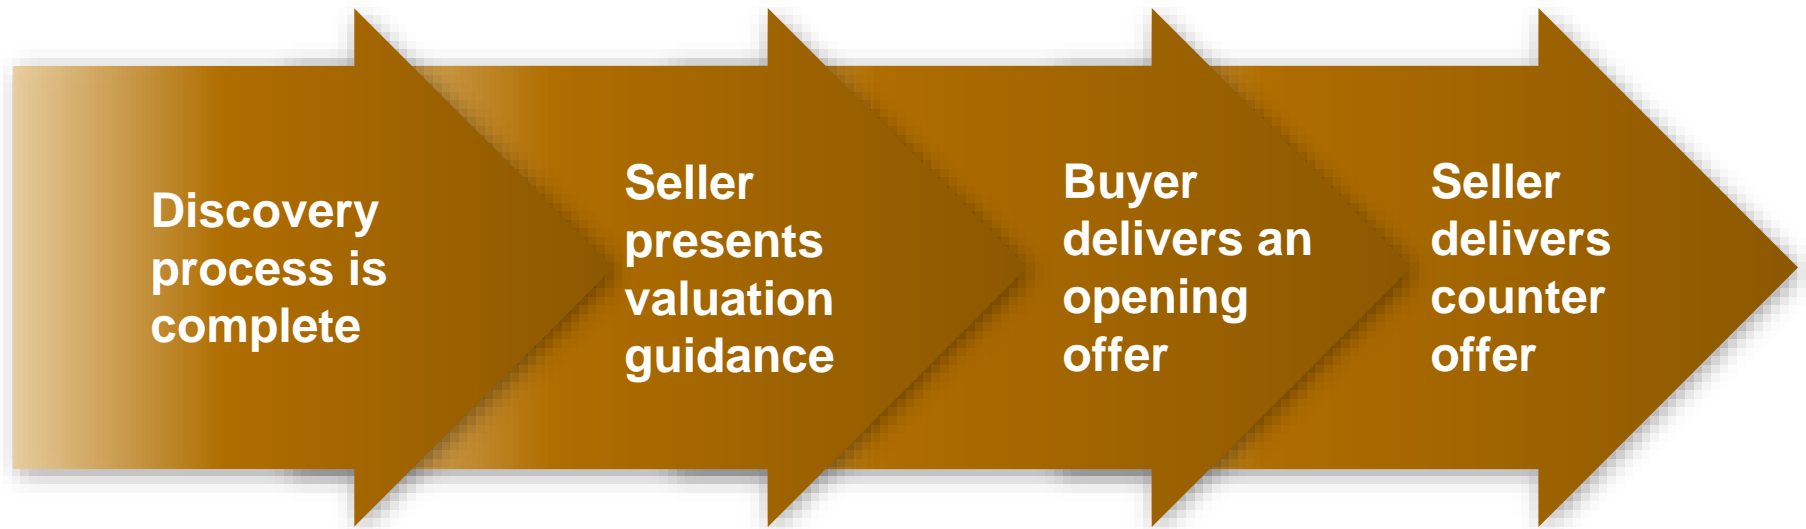 Discovery
process is
complete
Seller
presents
valuation
guidance
Buyer
delivers an
opening
offer
Seller
delivers
counter
offer